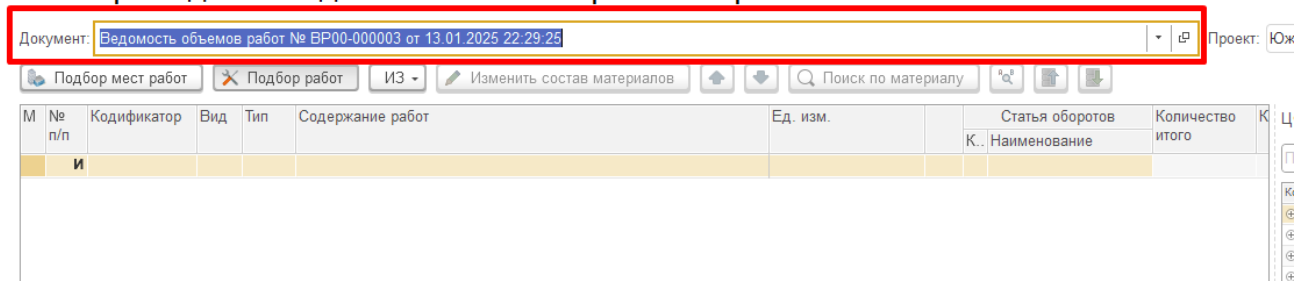 Документ: Ведомость объемов работ № ВР00-000003 от 13.01.2025 22:29:25 Проект: Юж
Подбор мест работ Подбор работ ИЗ Изменить состав материалов Поиск по материалу
М № п/п Кодификатор Вид Тип Содержание работ Ед. изм. Статья оборотов Количество итого К Ц
К.. Наименование
И